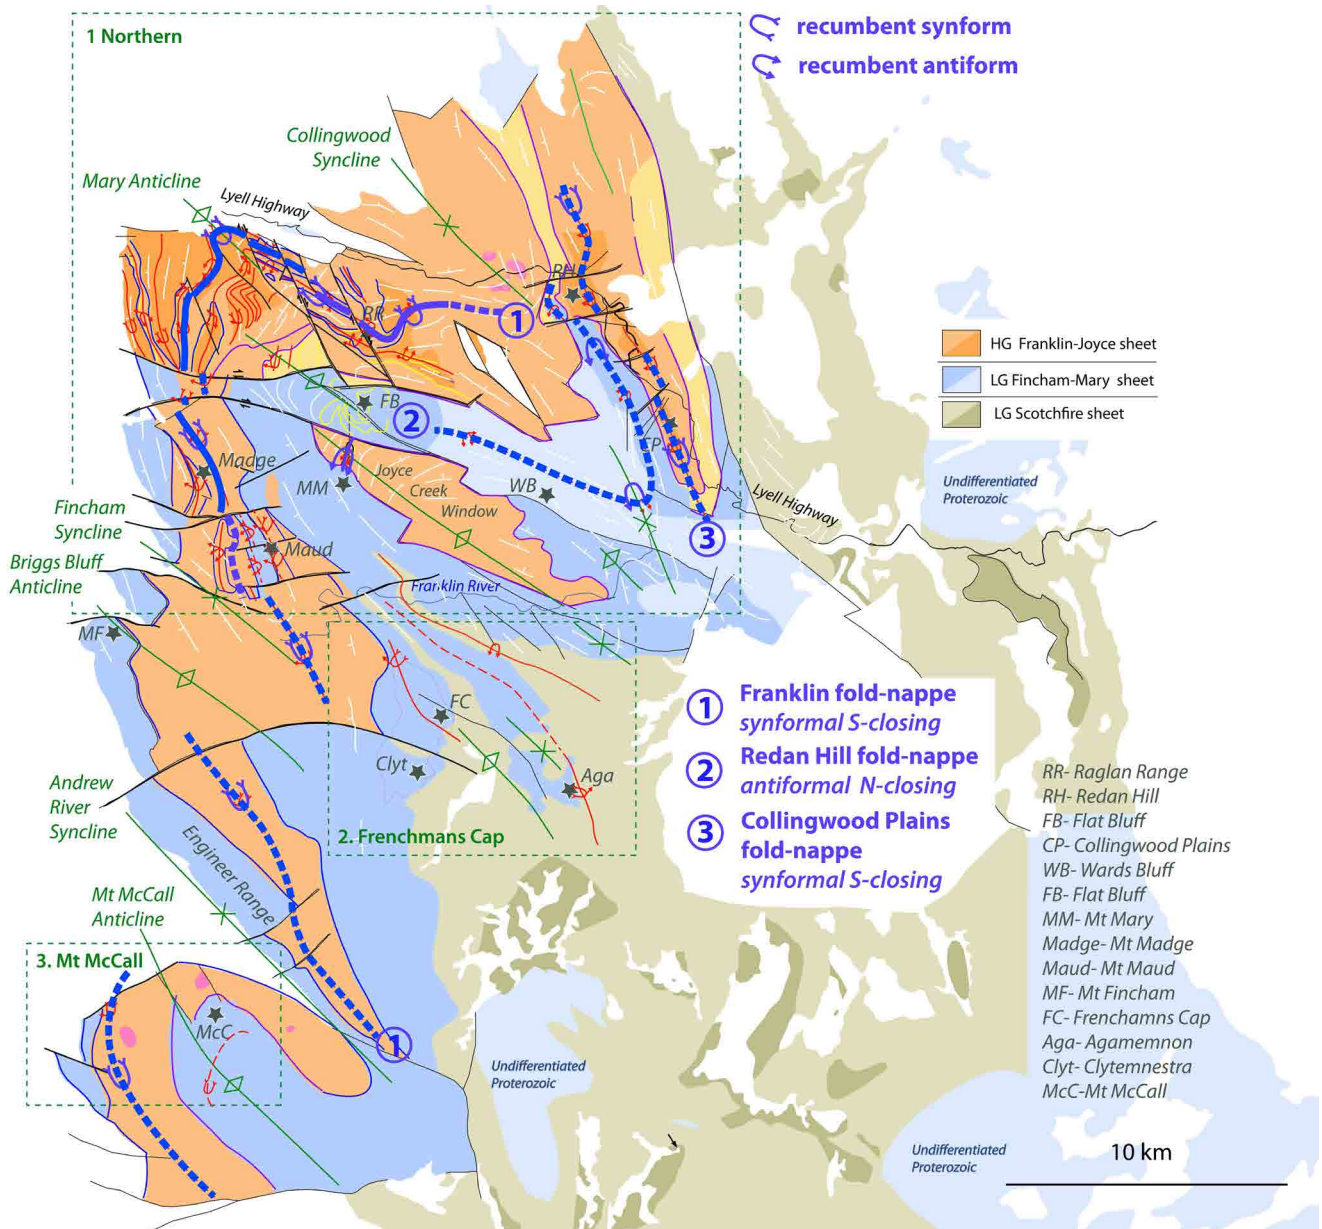 1 Northern
recumbent synform
recumbent antiform
Collingwood
Syncline
Mary Anticline
Lyell Highway
RH
1
RR
HG Franklin-Joyce sheet
LG Fincham-Mary sheet
LG Scotchfire sheet
FB
2
CP
Madge
Joyce
MM
Creek
WB
Window
Undifferentiated
Proterozoic
Lyell Highway
Fincham
Syncline
3
Maud
Briggs Bluff
Anticline
Franklin River
MF
FC
1 Franklin fold-nappe
synformal S-closing
2 Redan Hill fold-nappe
antiformal N-closing
3 Collingwood Plains
fold-nappe
synformal S-closing
Clyt
Aga
Andrew
River
Syncline
2. Frenchmans Cap
Engineer Range
RR- Raglan Range
RH- Redan Hill
FB- Flat Bluff
CP- Collingwood Plains
WB- Wards Bluff
FB- Flat Bluff
MM- Mt Mary
Madge- Mt Madge
Maud- Mt Maud
MF- Mt Fincham
FC- Frenchamns Cap
Aga- Agamemnon
Clyt- Clytemnestra
McC-Mt McCall
Mt McCall
Anticline
3. Mt McCall
McC
1
Undifferentiated
Proterozoic
Undifferentiated
Proterozoic
10 km